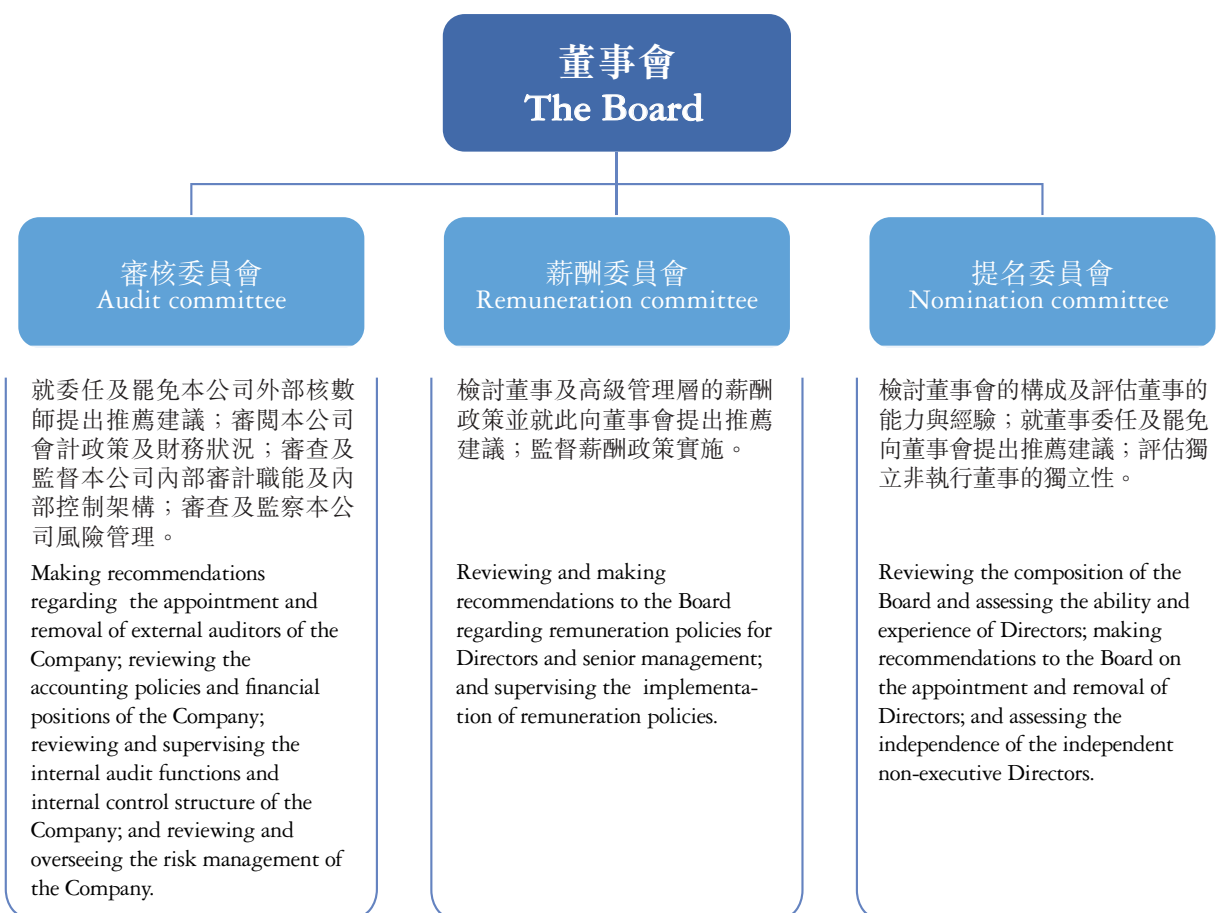 董事會
The Board
審核委員會
Audit committee
就委任及罷免本公司外部核數
師提出推薦建議；審閱本公司
會計政策及財務狀況；審查及
監督本公司內部審計職能及內
部控制架構；審查及監察本公
司風險管理。
Making recommendations
regarding the appointment and
removal of external auditors of the
Company; reviewing the
accounting policies and financial
positions of the Company;
reviewing and supervising the
internal audit functions and
internal control structure of the
Company; and reviewing and
overseeing the risk management of
the Company.
薪酬委員會
Remuneration committee
檢討董事及高級管理層的薪酬
政策並就此向董事會提出推薦
建議；監督薪酬政策實施。
Reviewing and making
recommendations to the Board
regarding remuneration policies for
Directors and senior management;
and supervising the implementa-
tion of remuneration policies.
提名委員會
Nomination committee
檢討董事會的構成及評估董事的
能力與經驗；就董事委任及罷免
向董事會提出推薦建議；評估獨
立非執行董事的獨立性。
Reviewing the composition of the
Board and assessing the ability and
experience of Directors; making
recommendations to the Board on
the appointment and removal of
Directors; and assessing the
independence of the independent
non-executive Directors.